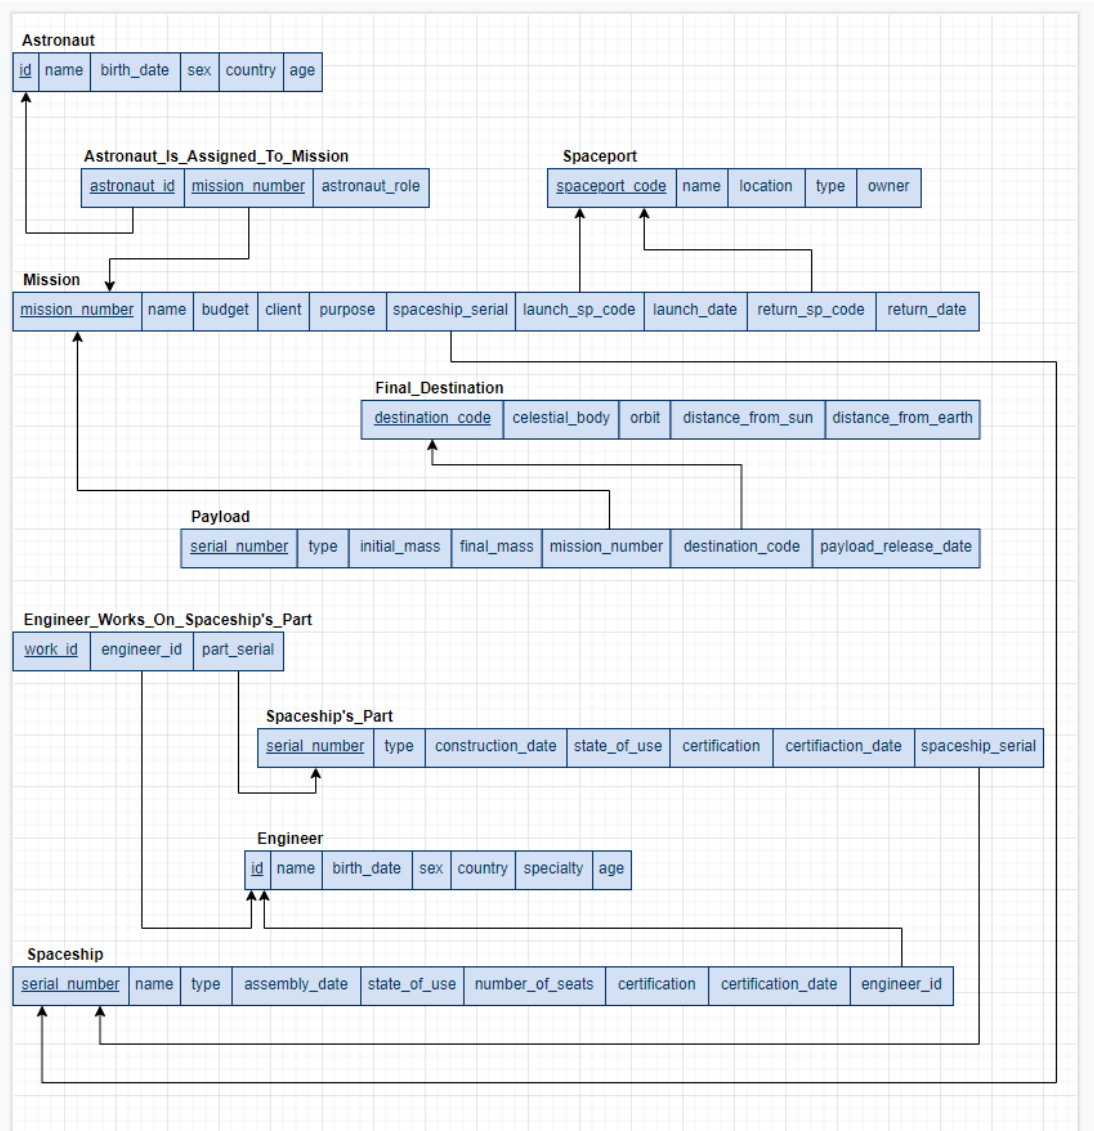 Astronaut
id name birth_date sex country age
Astronaut_Is_Assigned_To_Mission
astronaut_id mission_number astronaut_role
Spaceport
spaceport_code name location type owner
Mission
mission_number name budget client purpose spaceship_serial launch_sp_code launch_date return_sp_code return_date
Final_Destination
destination_code celestial_body orbit distance_from_sun distance_from_earth
Payload
serial_number type initial_mass final_mass mission_number destination_code payload_release_date
Engineer_Works_On_Spaceship's_Part
work_id engineer_id part_serial
Spaceship's_Part
serial_number type construction_date state_of_use certification certifiaction_date spaceship_serial
Engineer
id name birth_date sex country specialty age
Spaceship
serial_number name type assembly_date state_of_use number_of_seats certification certification_date engineer_id